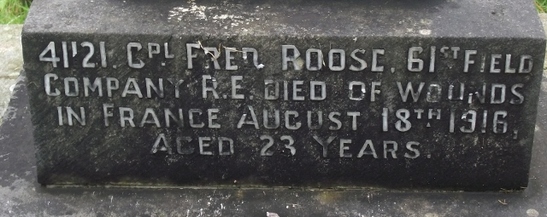 41121 CPL FRED ROOSE, 61ST FIELD
COMPANY R.E. DIED OF WOUNDS
IN FRANCE AUGUST 18TH 1916,
AGED 23 YEARS.